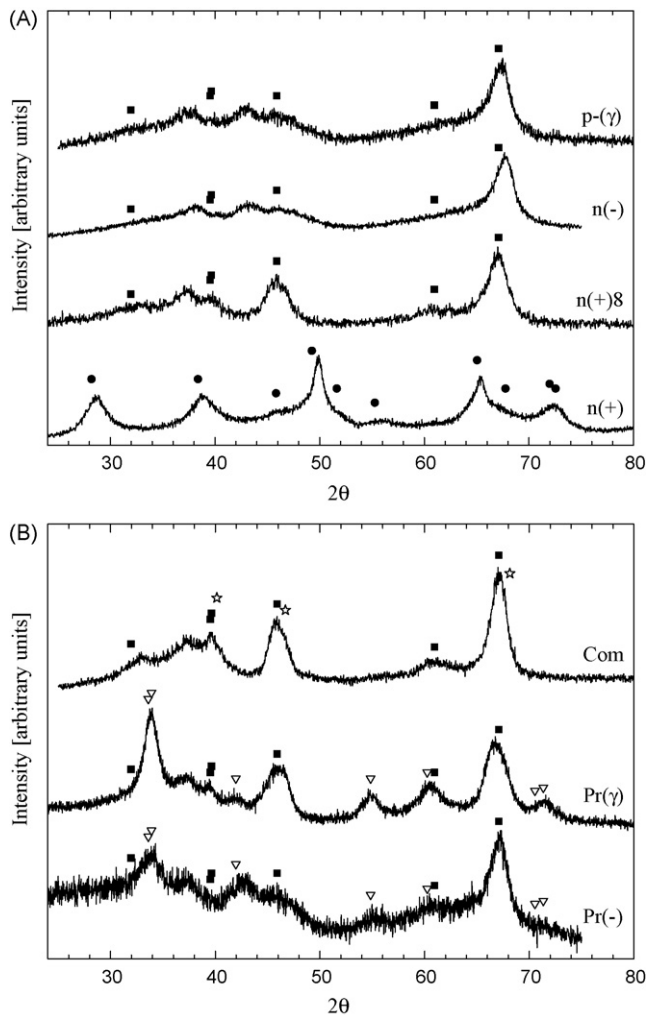 (A)
Intensity [arbitrary units]
p-(γ)
n(-)
n(+)8
n(+)
30 40 50 60 70 80
2θ
(B)
Intensity [arbitrary units]
Com
Pr(γ)
Pr(-)
30 40 50 60 70 80
2θ